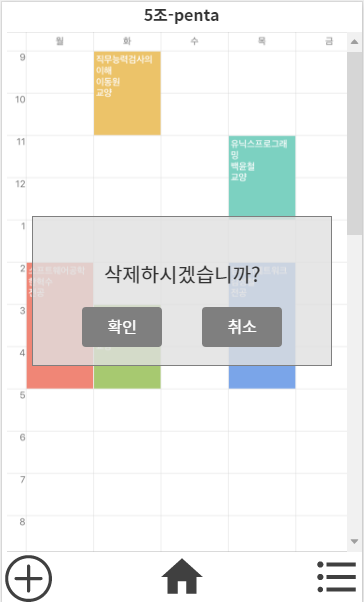 5조-penta
월 화 수 목 금
9
직무능력검사의
이해
이동원
교양
10
11
유닉스프로그래
밍
백운철
교양
12
1
삭제하시겠습니까?
2
3
확인 취소
4
5
6
7
8